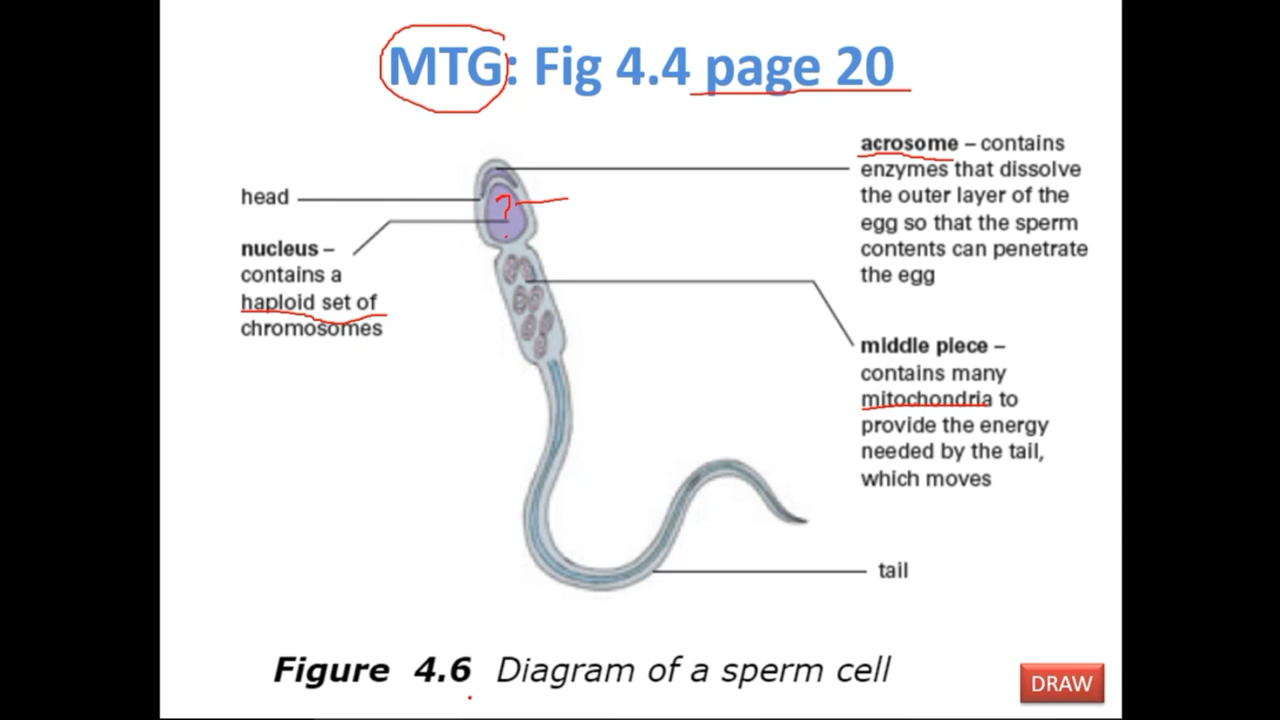 MTG: Fig 4.4 page 20
head
nucleus –
contains a
haploid set of
chromosomes
?
acrosome – contains
enzymes that dissolve
the outer layer of the
egg so that the sperm
contents can penetrate
the egg
middle piece –
contains many
mitochondria to
provide the energy
needed by the tail,
which moves
tail
Figure 4.6 Diagram of a sperm cell
DRAW